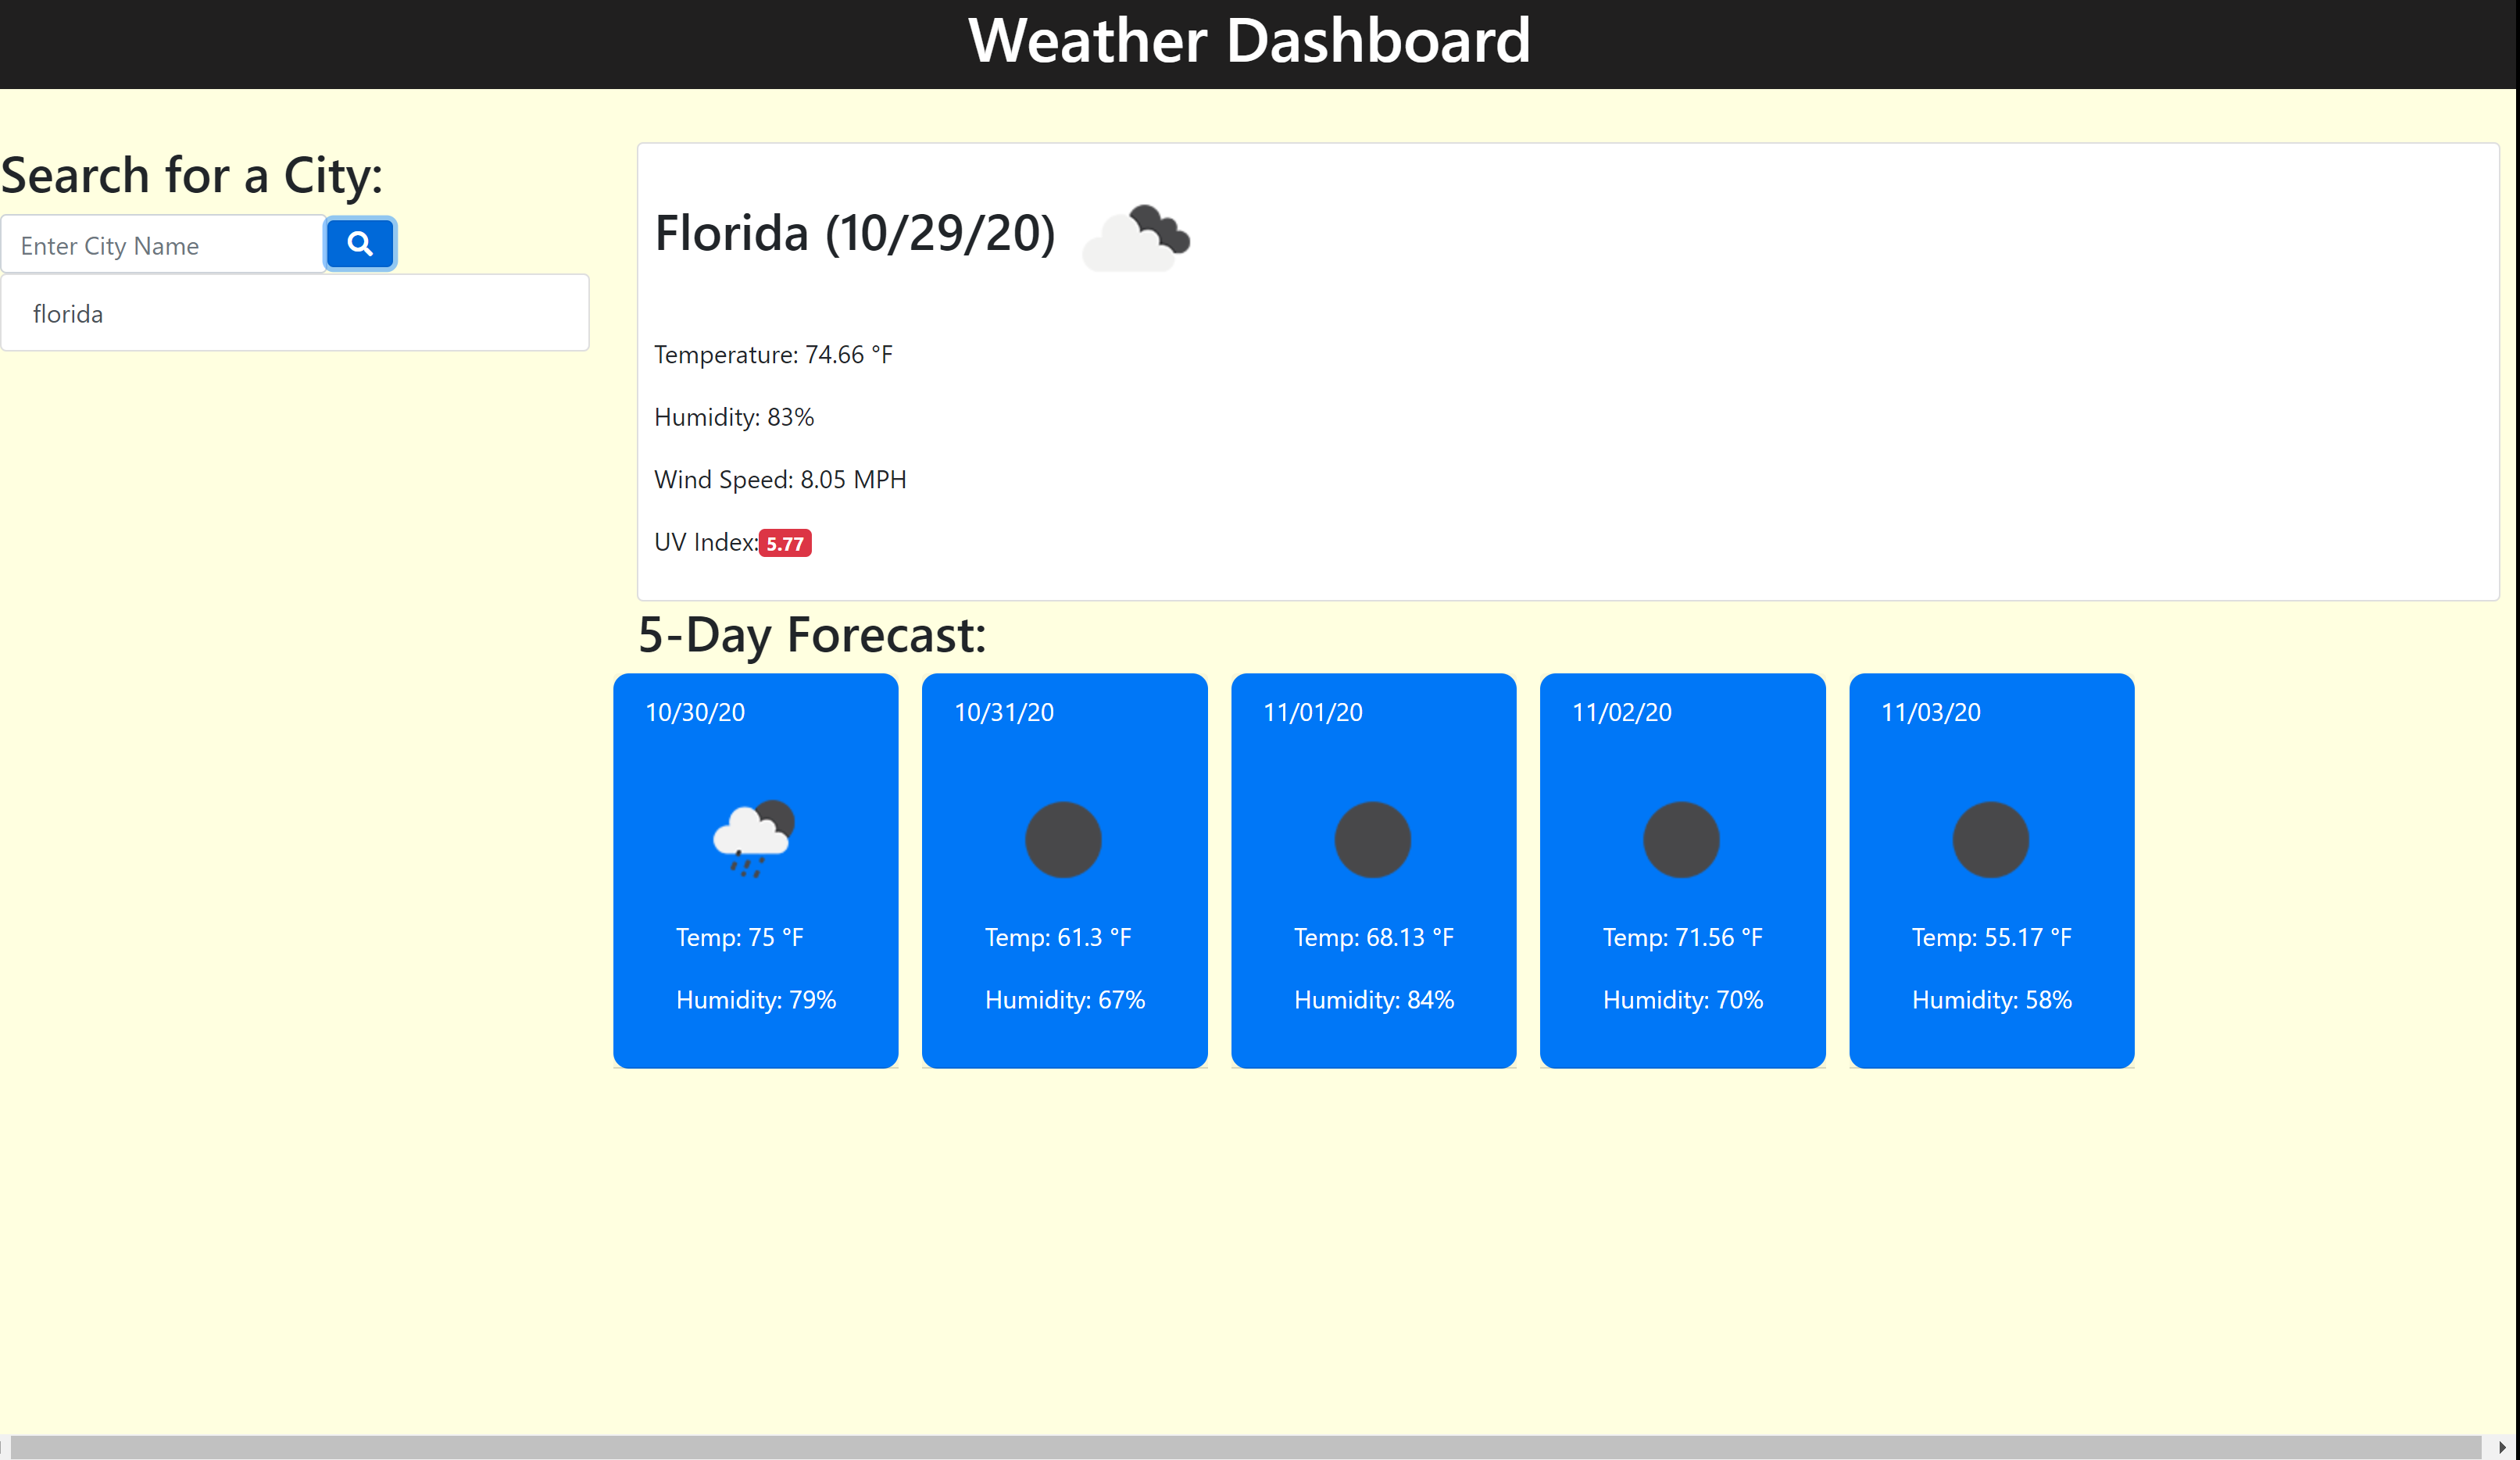 Weather Dashboard
Search for a City:
Enter City Name
florida
Florida (10/29/20)
Temperature: 74.66 °F
Humidity: 83%
Wind Speed: 8.05 MPH
UV Index:5.77
5-Day Forecast:
10/30/20
Temp: 75 °F
Humidity: 79%
10/31/20
Temp: 61.3 °F
Humidity: 67%
11/01/20
Temp: 68.13 °F
Humidity: 84%
11/02/20
Temp: 71.56 °F
Humidity: 70%
11/03/20
Temp: 55.17 °F
Humidity: 58%